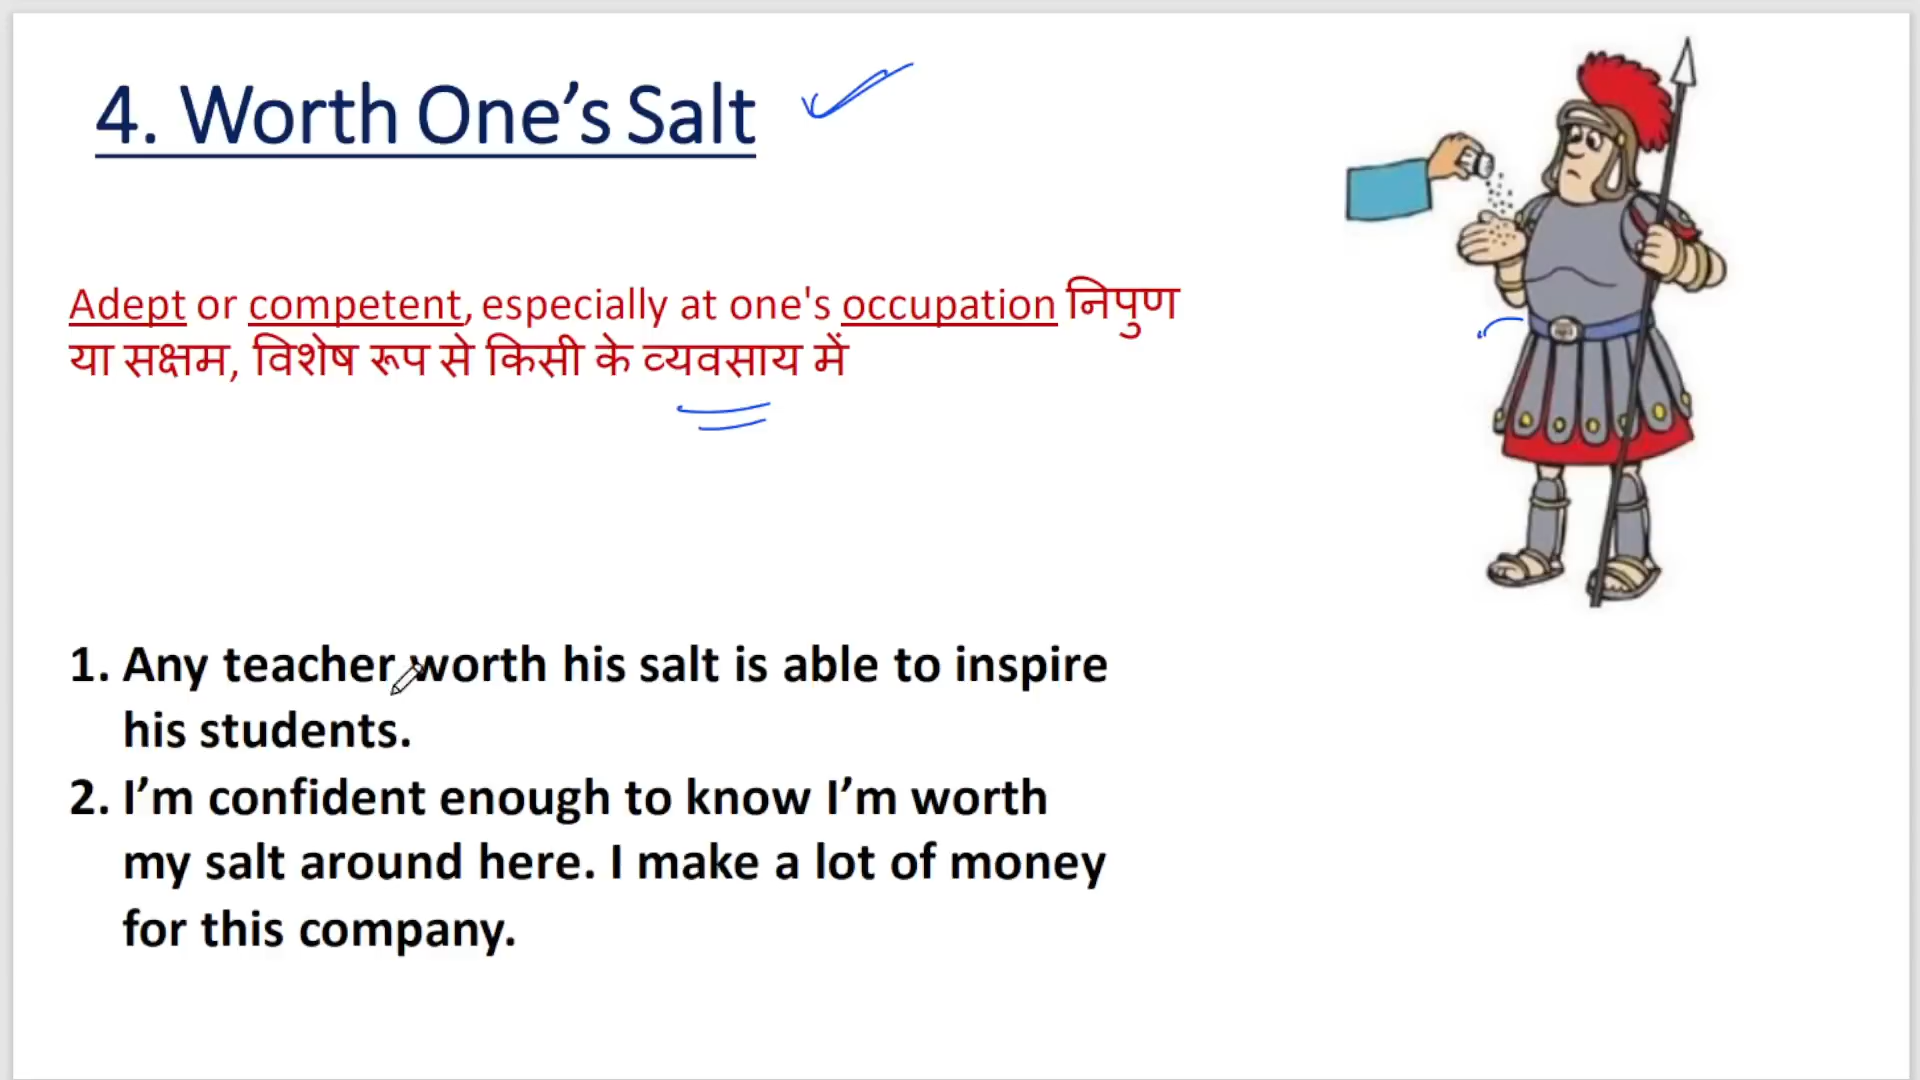 4. Worth One’s Salt
Adept or competent, especially at one's occupation निपुण
या सक्षम, विशेष रूप से किसी के व्यवसाय में
1. Any teacher worth his salt is able to inspire
his students.
2. I’m confident enough to know I’m worth
my salt around here. I make a lot of money
for this company.